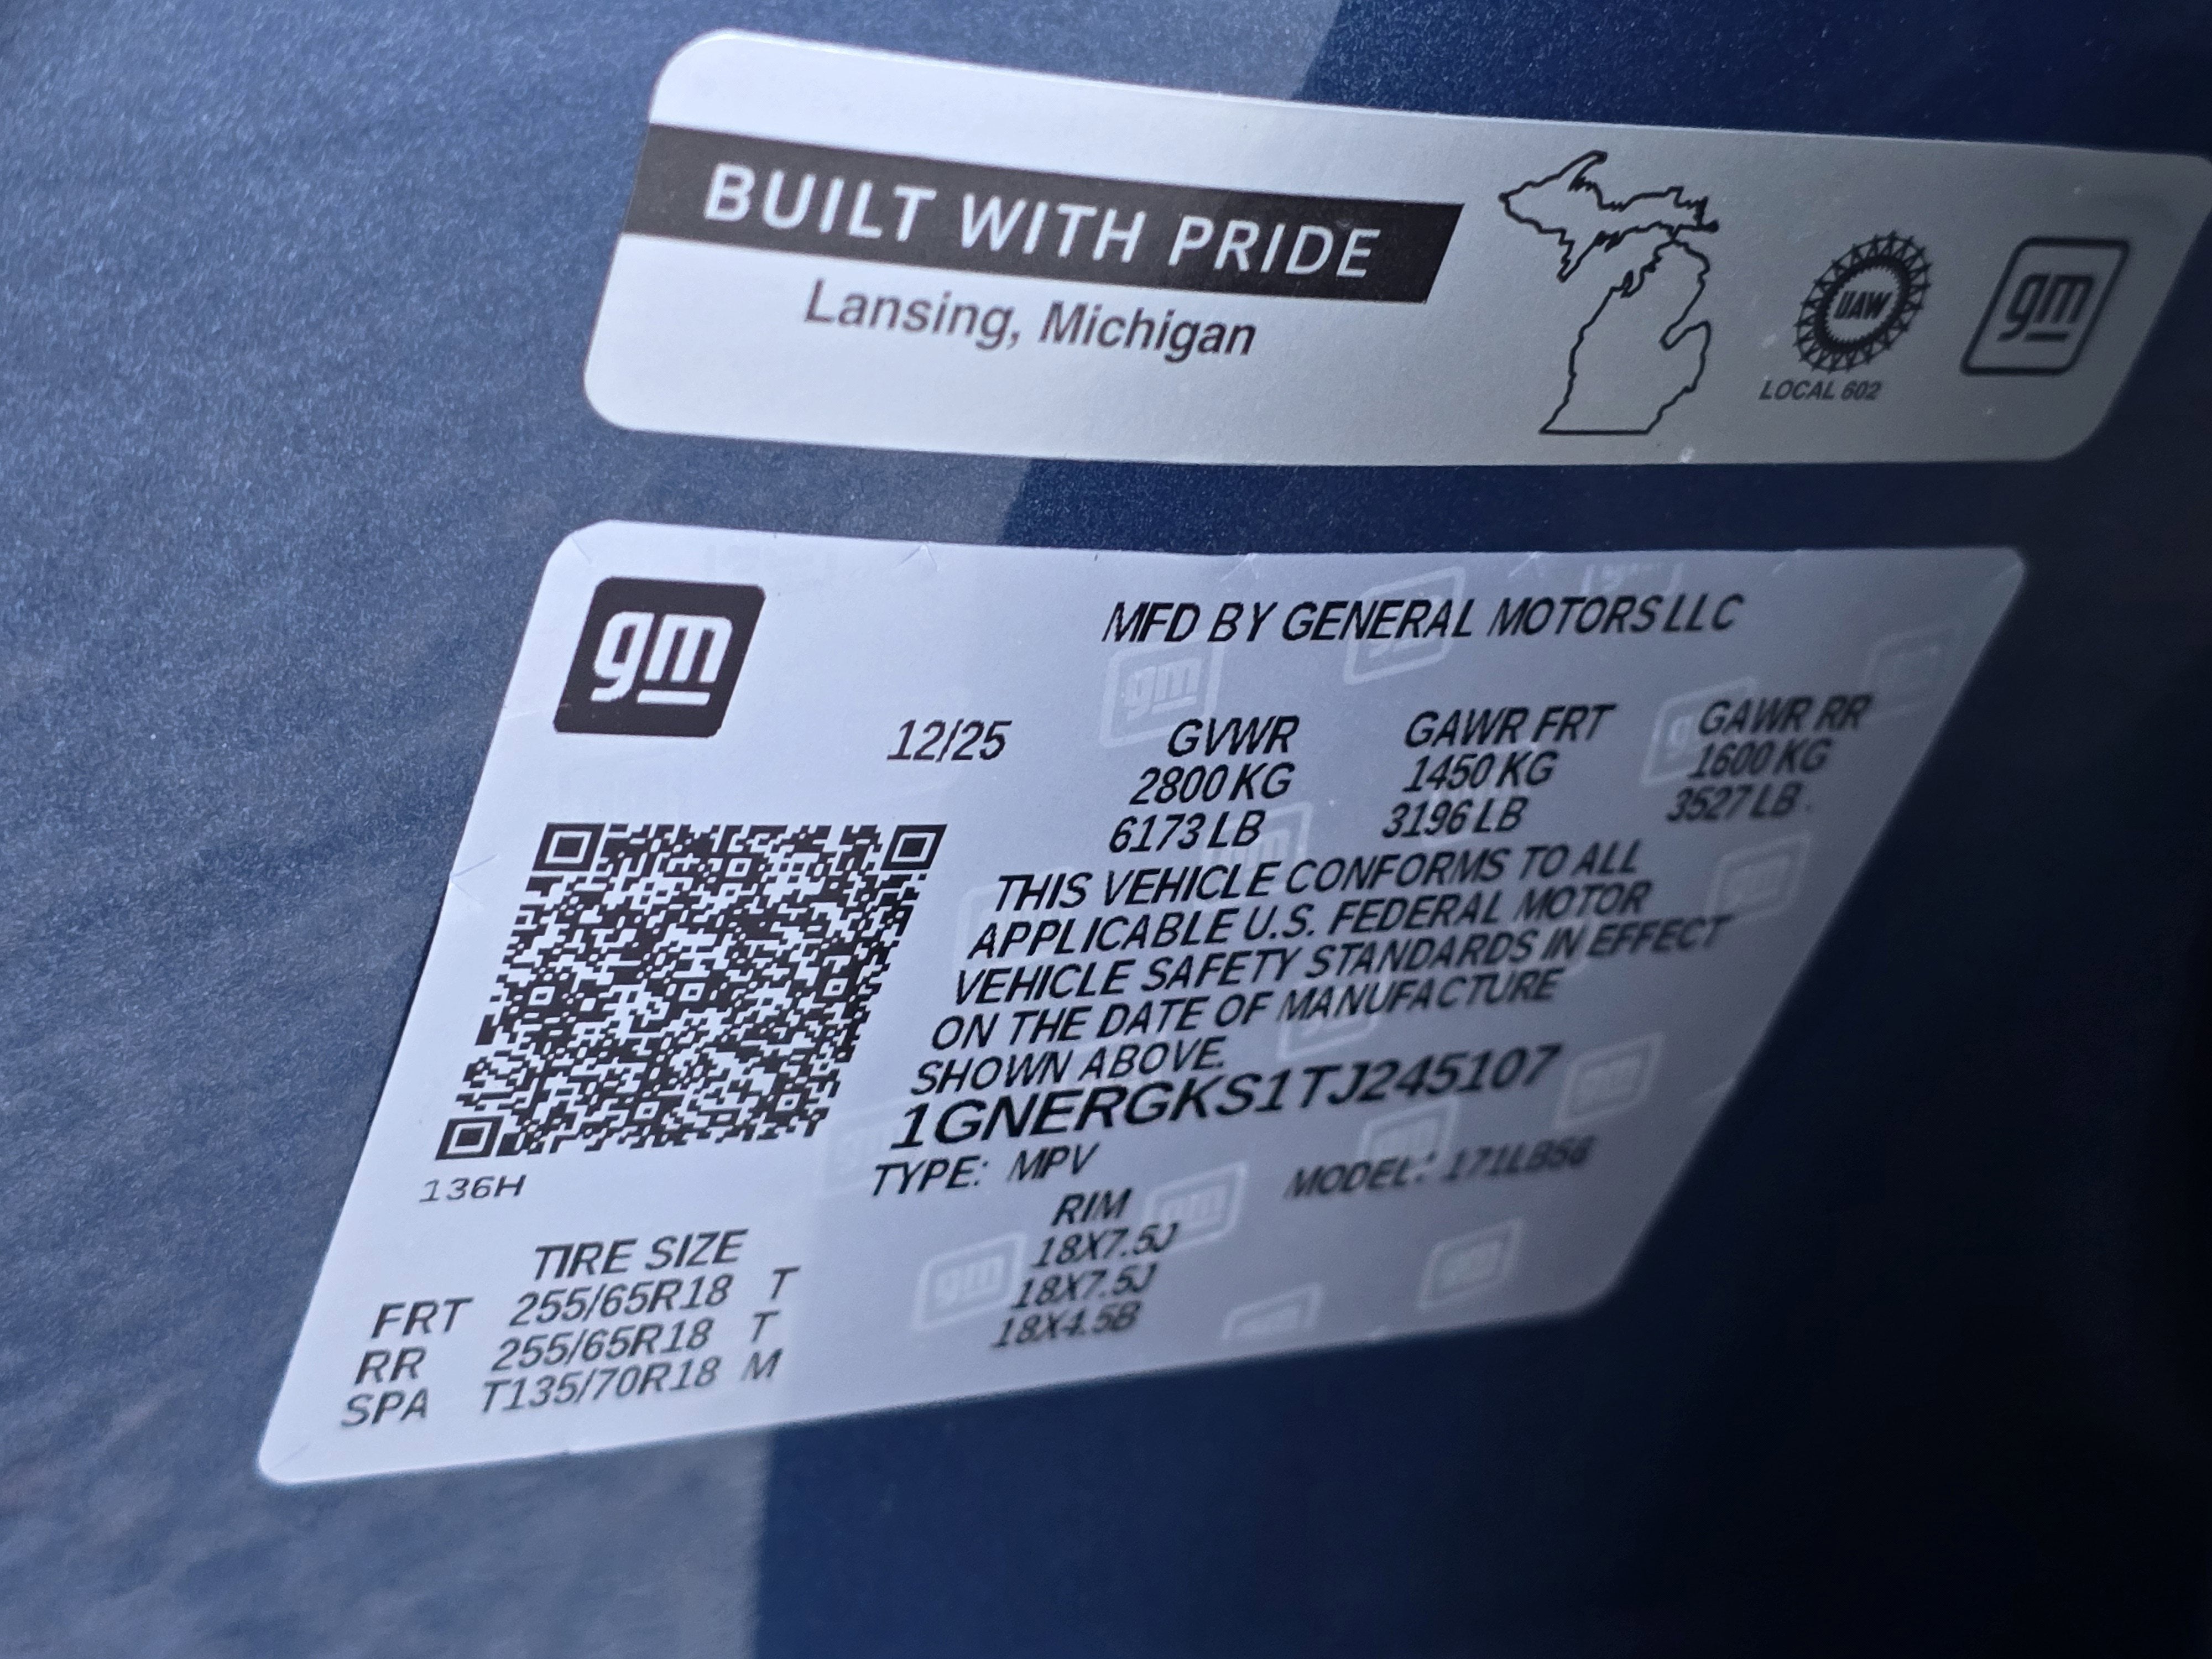 BUILT WITH PRIDE
Lansing, Michigan
UAW
LOCAL 602
gm
gm
MFD BY GENERAL MOTORS LLC
12/25
GVWR GAWR FRT GAWR RR
2800 KG 1450 KG 1600 KG
6173 LB 3196 LB 3527 LB
THIS VEHICLE CONFORMS TO ALL
APPLICABLE U.S. FEDERAL MOTOR
VEHICLE SAFETY STANDARDS IN EFFECT
ON THE DATE OF MANUFACTURE
SHOWN ABOVE.
1GNERGKS1TJ245107
TYPE: MPV MODEL: 171LB56
136H
TIRE SIZE RIM
FRT 255/65R18 T 18X7.5J
RR 255/65R18 T 18X7.5J
SPA T135/70R18 M 18X4.5B